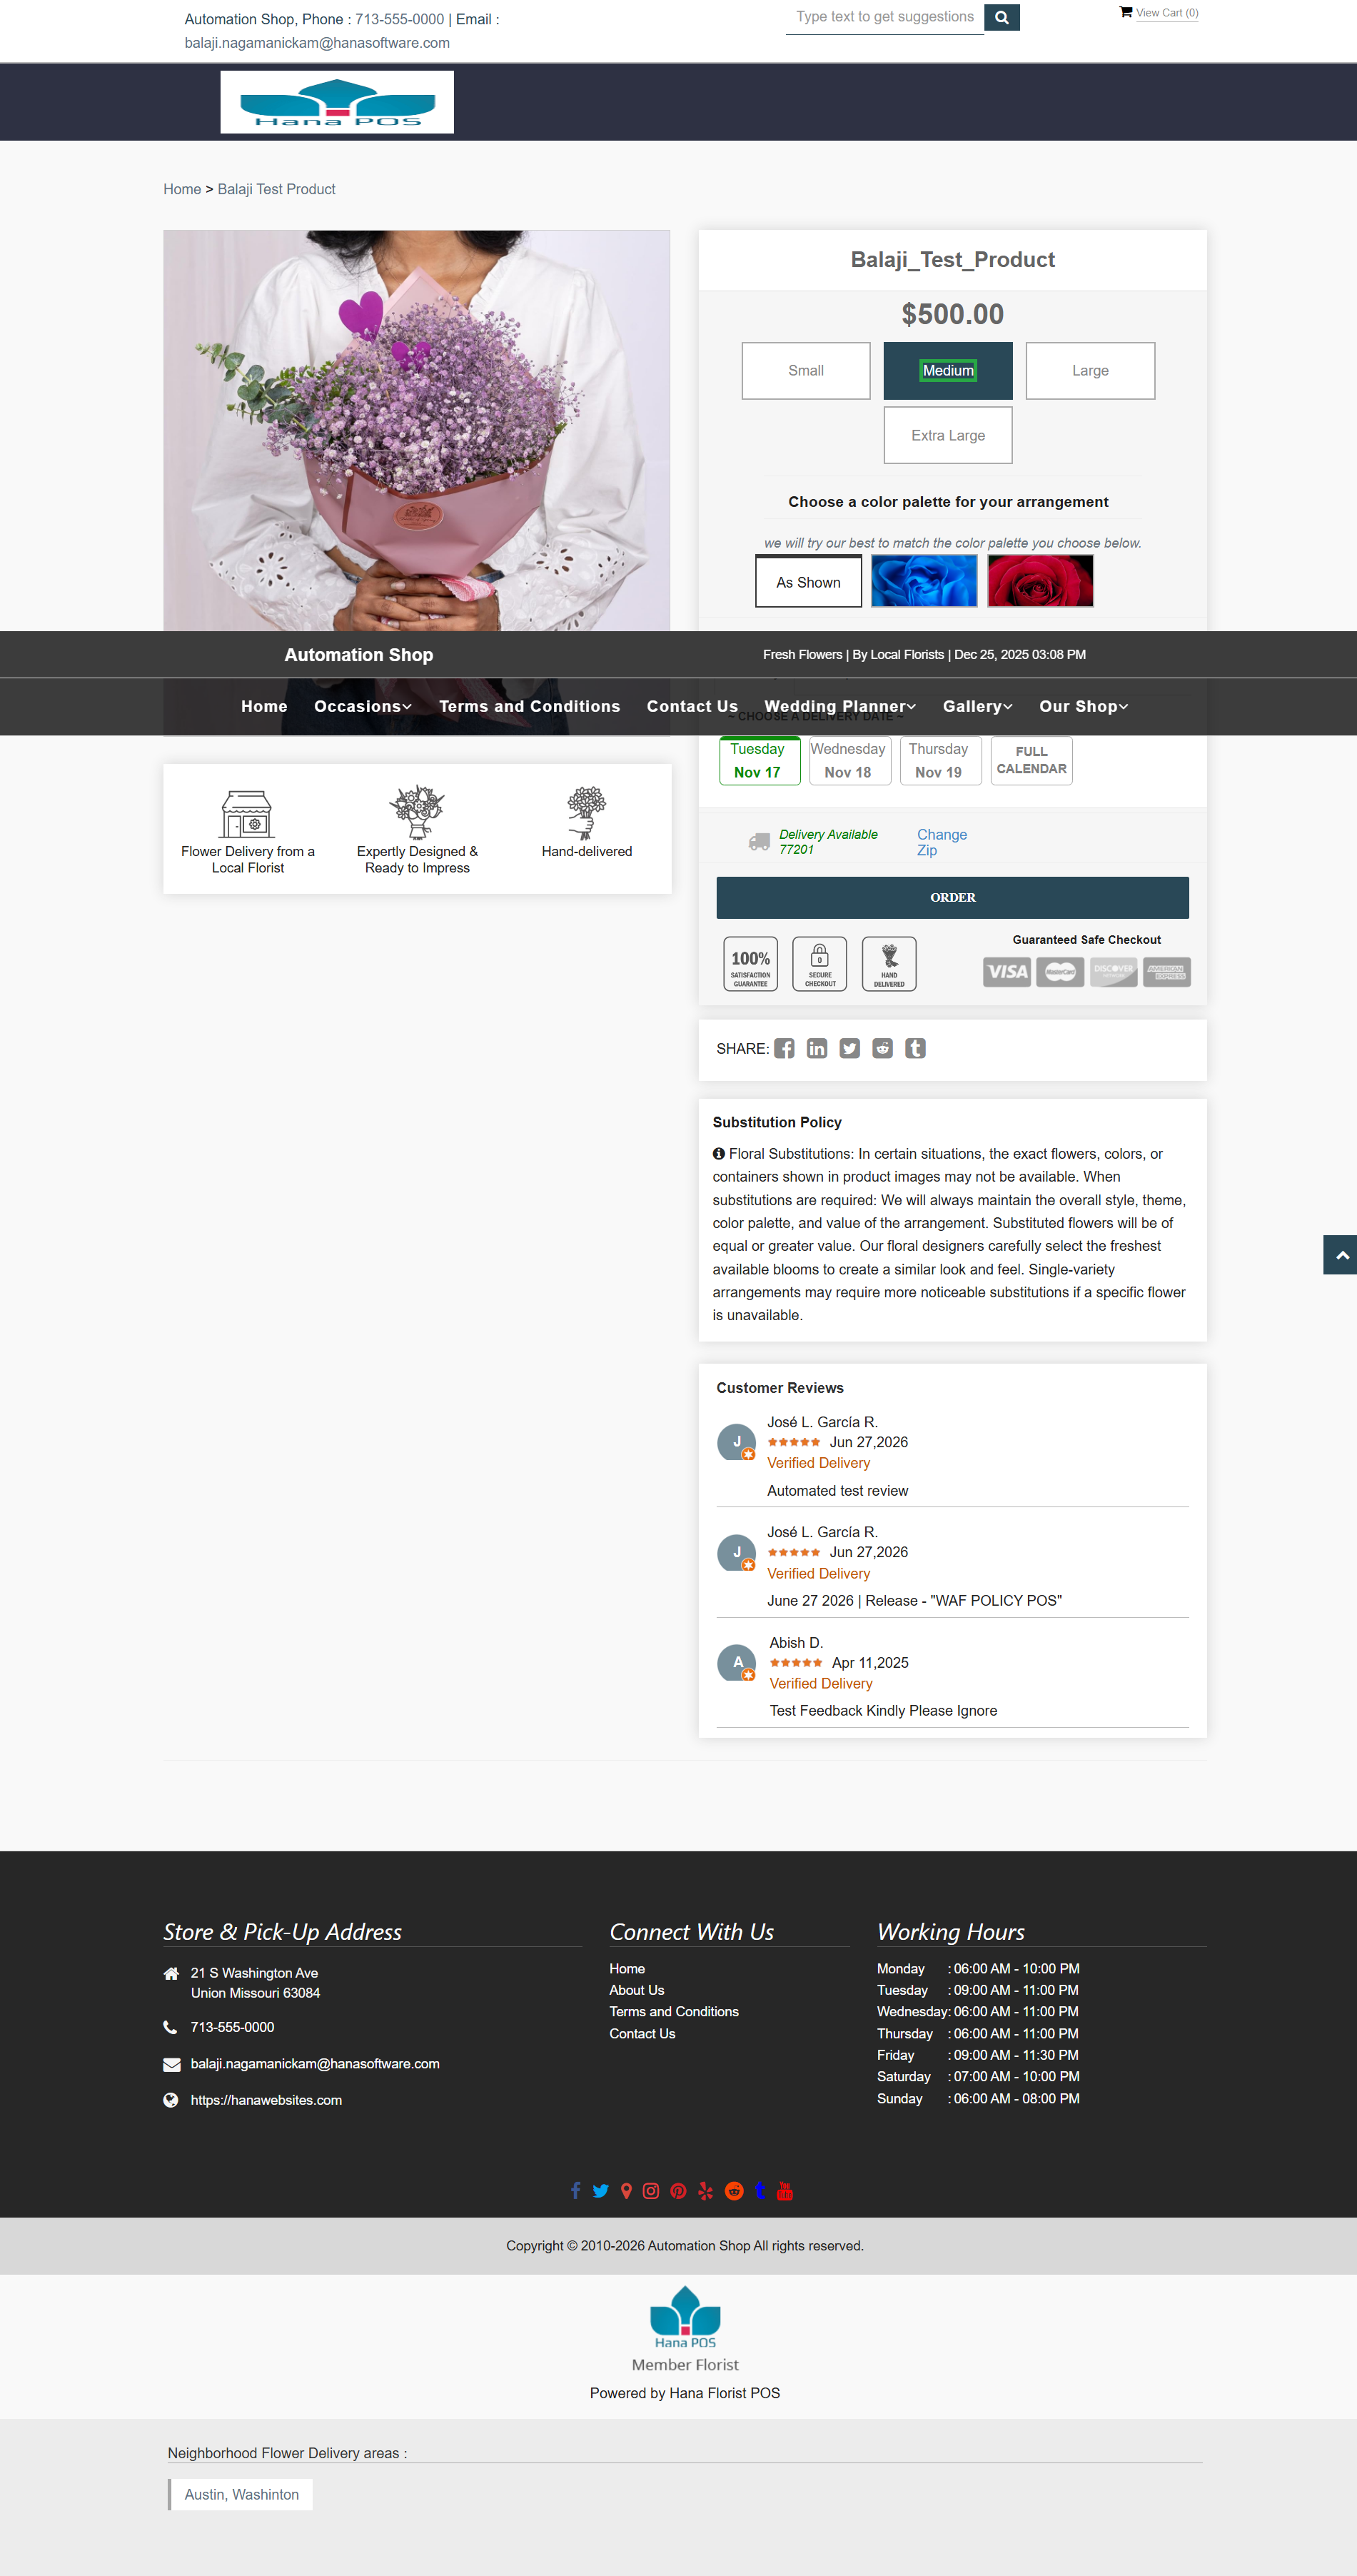 Automation Shop, Phone : 713-555-0000 | Email :
balaji.nagamanickam@hanasoftware.com
Type text to get suggestions
View Cart (0)
Hana POS
Home > Balaji Test Product
Balaji_Test_Product
$500.00
Small
Medium
Large
Extra Large
Choose a color palette for your arrangement
we will try our best to match the color palette you choose below.
As Shown
Automation Shop
Fresh Flowers | By Local Florists | Dec 25, 2025 03:08 PM
Home
Occasions
Terms and Conditions
Contact Us
Wedding Planner
Gallery
Our Shop
~ CHOOSE A DELIVERY DATE ~
Tuesday
Nov 17
Wednesday
Nov 18
Thursday
Nov 19
FULL
CALENDAR
Flower Delivery from a
Local Florist
Expertly Designed &
Ready to Impress
Hand-delivered
Delivery Available
77201
Change
Zip
ORDER
100%
SATISFACTION
GUARANTEE
SECURE
CHECKOUT
HAND
DELIVERED
Guaranteed Safe Checkout
VISA
MasterCard
DISCOVER
NETWORK
AMERICAN
EXPRESS
SHARE:
Substitution Policy
Floral Substitutions: In certain situations, the exact flowers, colors, or
containers shown in product images may not be available. When
substitutions are required: We will always maintain the overall style, theme,
color palette, and value of the arrangement. Substituted flowers will be of
equal or greater value. Our floral designers carefully select the freshest
available blooms to create a similar look and feel. Single-variety
arrangements may require more noticeable substitutions if a specific flower
is unavailable.
Customer Reviews
J
José L. García R.
Jun 27,2026
Verified Delivery
Automated test review
J
José L. García R.
Jun 27,2026
Verified Delivery
June 27 2026 | Release - "WAF POLICY POS"
A
Abish D.
Apr 11,2025
Verified Delivery
Test Feedback Kindly Please Ignore
Store & Pick-Up Address
21 S Washington Ave
Union Missouri 63084
713-555-0000
balaji.nagamanickam@hanasoftware.com
https://hanawebsites.com
Connect With Us
Home
About Us
Terms and Conditions
Contact Us
Working Hours
Monday : 06:00 AM - 10:00 PM
Tuesday : 09:00 AM - 11:00 PM
Wednesday: 06:00 AM - 11:00 PM
Thursday : 06:00 AM - 11:00 PM
Friday : 09:00 AM - 11:30 PM
Saturday : 07:00 AM - 10:00 PM
Sunday : 06:00 AM - 08:00 PM
Copyright © 2010-2026 Automation Shop All rights reserved.
Hana POS
Member Florist
Powered by Hana Florist POS
Neighborhood Flower Delivery areas :
Austin, Washinton